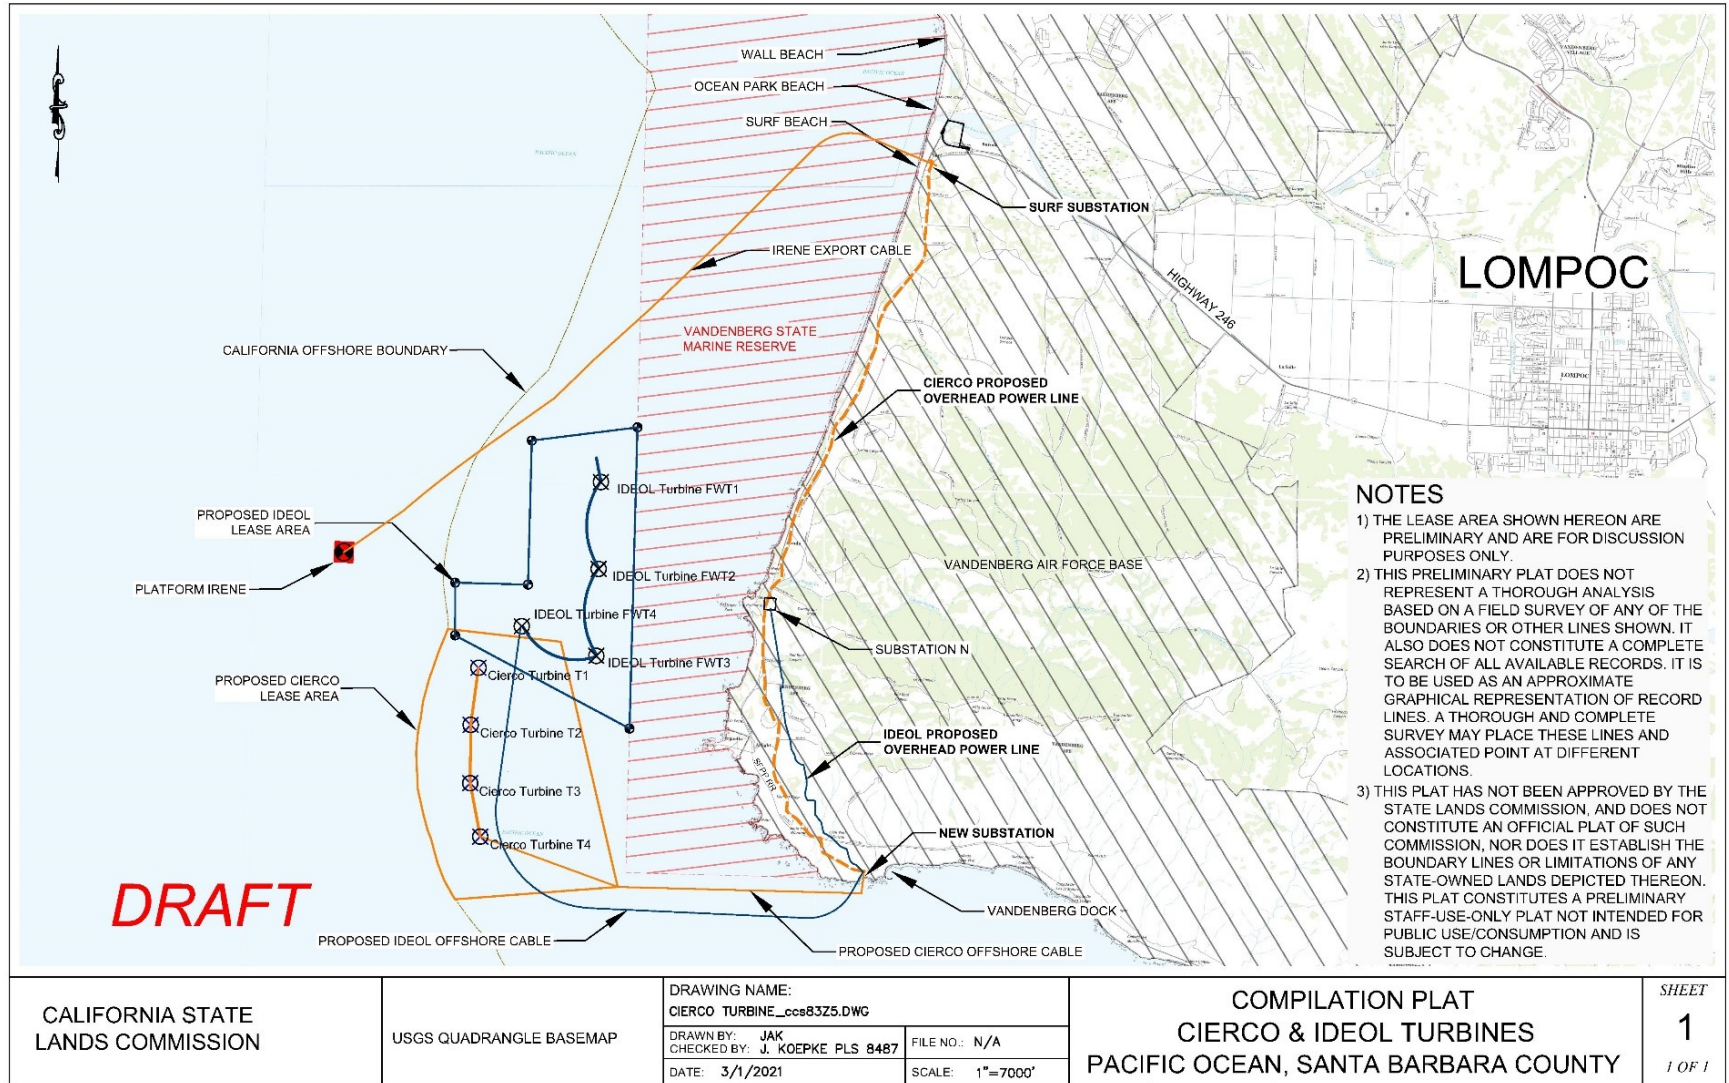 WALL BEACH
OCEAN PARK BEACH
SURF BEACH
SURF SUBSTATION
IRENE EXPORT CABLE
HIGHWAY 246
LOMPOC
VANDENBERG STATE
MARINE RESERVE
CALIFORNIA OFFSHORE BOUNDARY
CIERCO PROPOSED
OVERHEAD POWER LINE
LOMPOC
PROPOSED IDEOL
LEASE AREA
PLATFORM IRENE
IDEOL Turbine FWT1
IDEOL Turbine FWT2
IDEOL Turbine FWT4
IDEOL Turbine FWT3
VANDENBERG AIR FORCE BASE
SUBSTATION N
PROPOSED CIERCO
LEASE AREA
Cierco Turbine T1
Cierco Turbine T2
Cierco Turbine T3
Cierco Turbine T4
IDEOL PROPOSED
OVERHEAD POWER LINE
SFPP RR
NEW SUBSTATION
VANDENBERG DOCK
DRAFT
PROPOSED IDEOL OFFSHORE CABLE
PROPOSED CIERCO OFFSHORE CABLE
NOTES
1) THE LEASE AREA SHOWN HEREON ARE
PRELIMINARY AND ARE FOR DISCUSSION
PURPOSES ONLY.
2) THIS PRELIMINARY PLAT DOES NOT
REPRESENT A THOROUGH ANALYSIS
BASED ON A FIELD SURVEY OF ANY OF THE
BOUNDARIES OR OTHER LINES SHOWN. IT
ALSO DOES NOT CONSTITUTE A COMPLETE
SEARCH OF ALL AVAILABLE RECORDS. IT IS
TO BE USED AS AN APPROXIMATE
GRAPHICAL REPRESENTATION OF RECORD
LINES. A THOROUGH AND COMPLETE
SURVEY MAY PLACE THESE LINES AND
ASSOCIATED POINT AT DIFFERENT
LOCATIONS.
3) THIS PLAT HAS NOT BEEN APPROVED BY THE
STATE LANDS COMMISSION, AND DOES NOT
CONSTITUTE AN OFFICIAL PLAT OF SUCH
COMMISSION, NOR DOES IT ESTABLISH THE
BOUNDARY LINES OR LIMITATIONS OF ANY
STATE-OWNED LANDS DEPICTED THEREON.
THIS PLAT CONSTITUTES A PRELIMINARY
STAFF-USE-ONLY PLAT NOT INTENDED FOR
PUBLIC USE/CONSUMPTION AND IS
SUBJECT TO CHANGE.
CALIFORNIA STATE
LANDS COMMISSION
USGS QUADRANGLE BASEMAP
DRAWING NAME:
CIERCO TURBINE_ccs83Z5.DWG
DRAWN BY: JAK
CHECKED BY: J. KOEPKE PLS 8487
FILE NO.: N/A
DATE: 3/1/2021
SCALE: 1"=7000'
COMPILATION PLAT
CIERCO & IDEOL TURBINES
PACIFIC OCEAN, SANTA BARBARA COUNTY
SHEET
1
1 OF 1